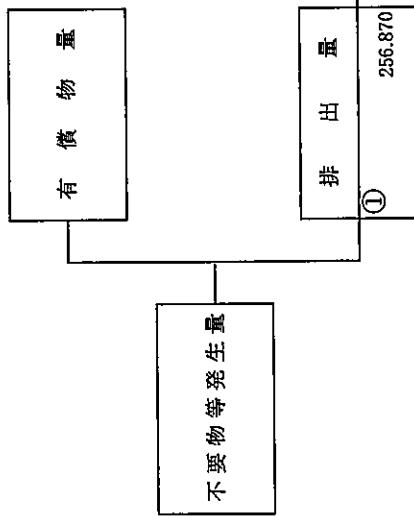 有償物量
不要物等発生量
排出量
①
256.870